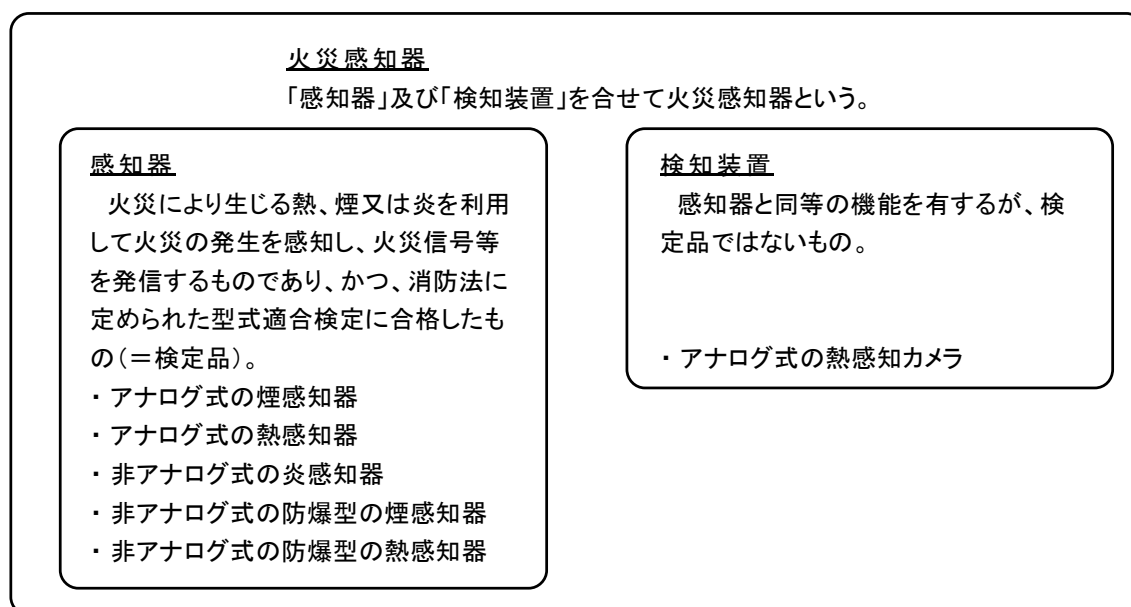 火災感知器
「感知器」及び「検知装置」を合せて火災感知器という。
感知器
火災により生じる熱、煙又は炎を利用
して火災の発生を感知し、火災信号等
を発信するものであり、かつ、消防法に
定められた型式適合検定に合格したも
の(＝検定品)。
・アナログ式の煙感知器
・アナログ式の熱感知器
・非アナログ式の炎感知器
・非アナログ式の防爆型の煙感知器
・非アナログ式の防爆型の熱感知器
検知装置
感知器と同等の機能を有するが、検
定品ではないもの。
・アナログ式の熱感知カメラ